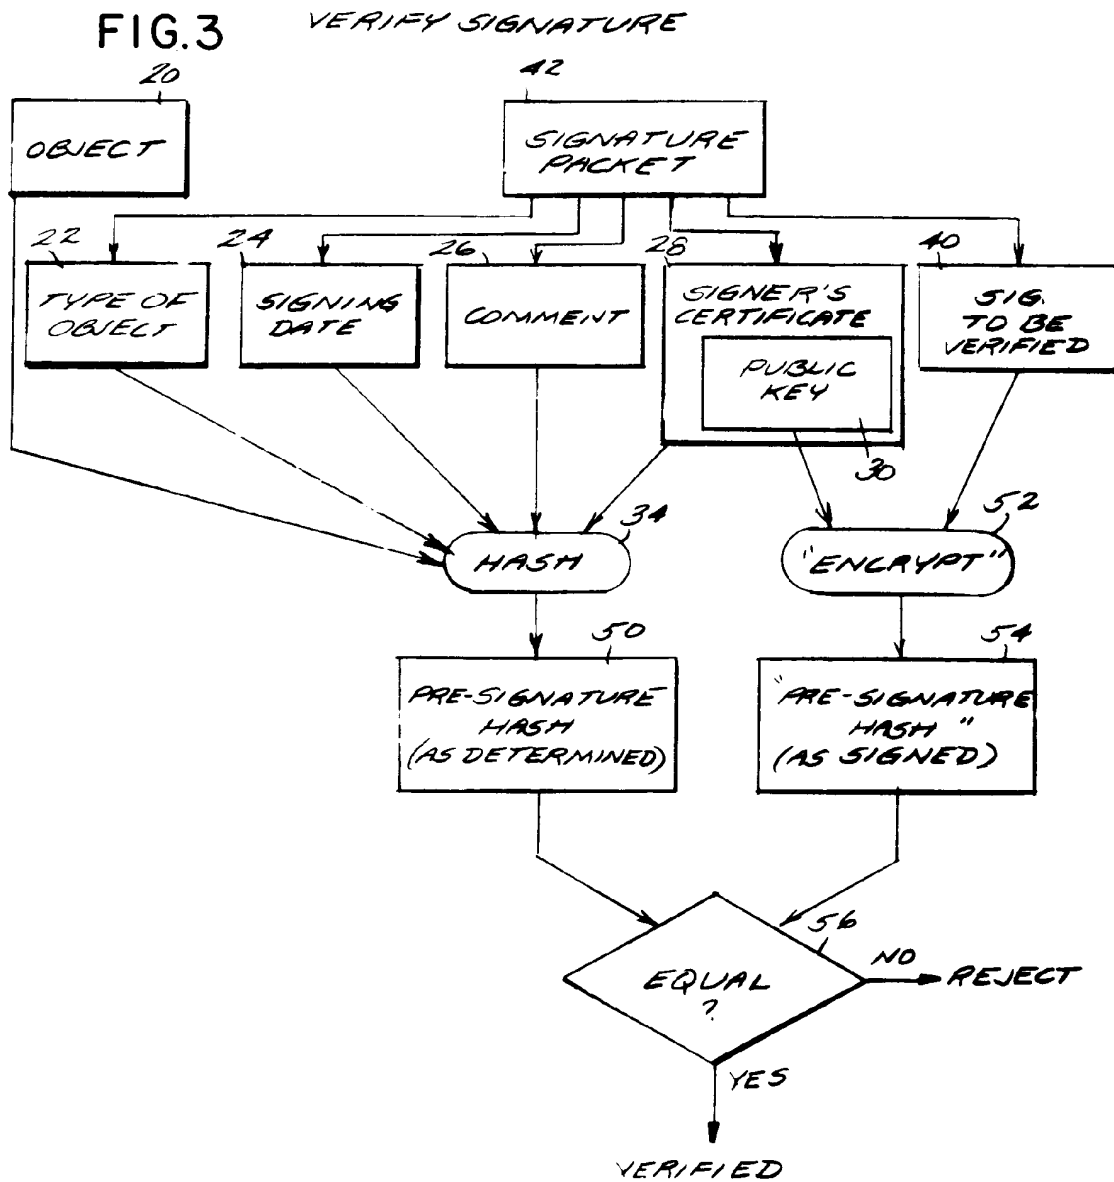 FIG.3
VERIFY SIGNATURE
20
42
OBJECT
SIGNATURE
PACKET
22
24
26
28
40
TYPE OF
OBJECT
SIGNING
DATE
COMMENT
SIGNER'S
CERTIFICATE
PUBLIC
KEY
30
SIG.
TO BE
VERIFIED
34
HASH
52
"ENCRYPT"
50
54
PRE-SIGNATURE
HASH
(AS DETERMINED)
"PRE-SIGNATURE
HASH"
(AS SIGNED)
56
EQUAL
?
NO
REJECT
YES
VERIFIED